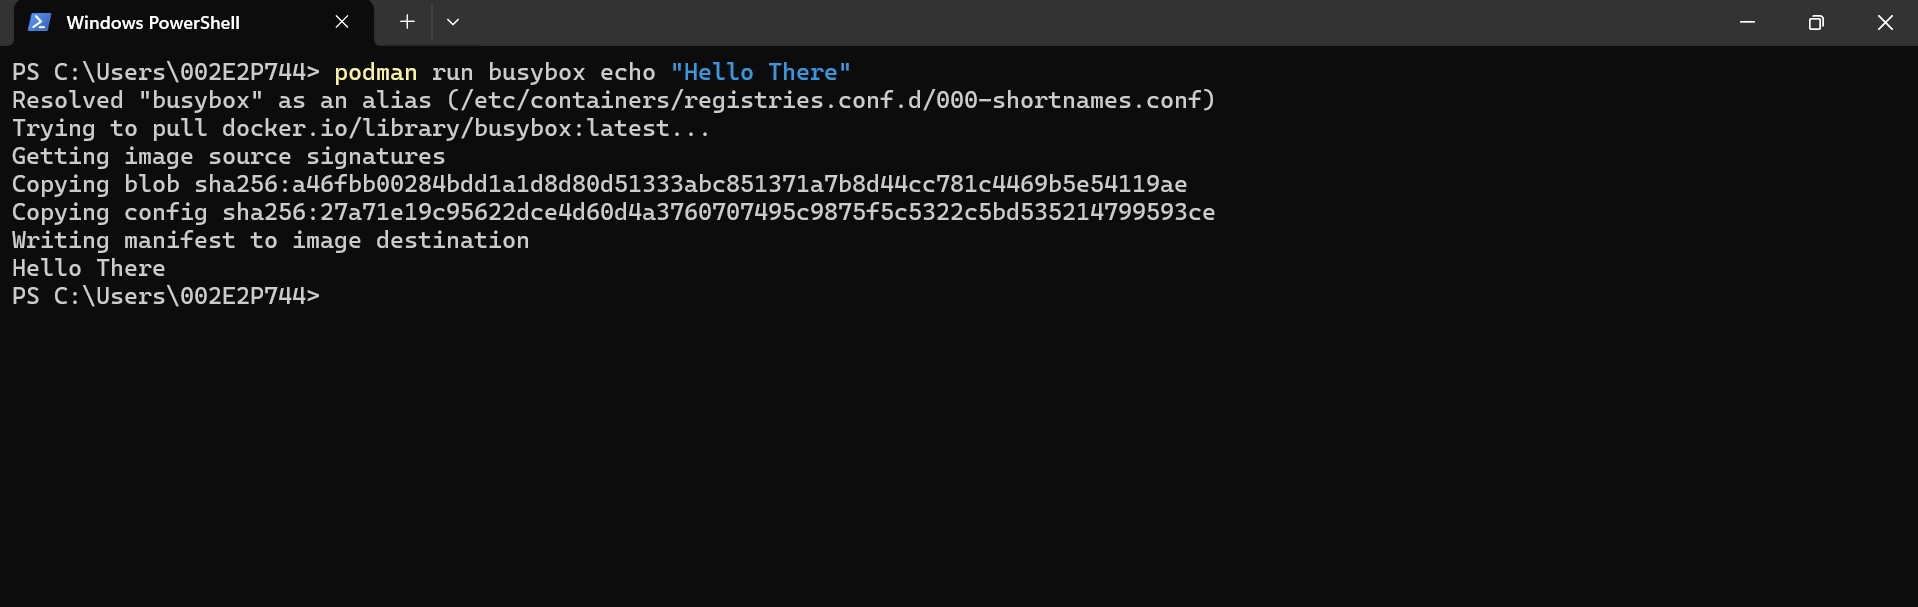 Windows PowerShell
PS C:\Users\002E2P744> podman run busybox echo "Hello There"
Resolved "busybox" as an alias (/etc/containers/registries.conf.d/000-shortnames.conf)
Trying to pull docker.io/library/busybox:latest...
Getting image source signatures
Copying blob sha256:a46fbb00284bdd1a1d8d80d51333abc851371a7b8d44cc781c4469b5e54119ae
Copying config sha256:27a71e19c95622dce4d60d4a3760707495c9875f5c5322c5bd535214799593ce
Writing manifest to image destination
Hello There
PS C:\Users\002E2P744>